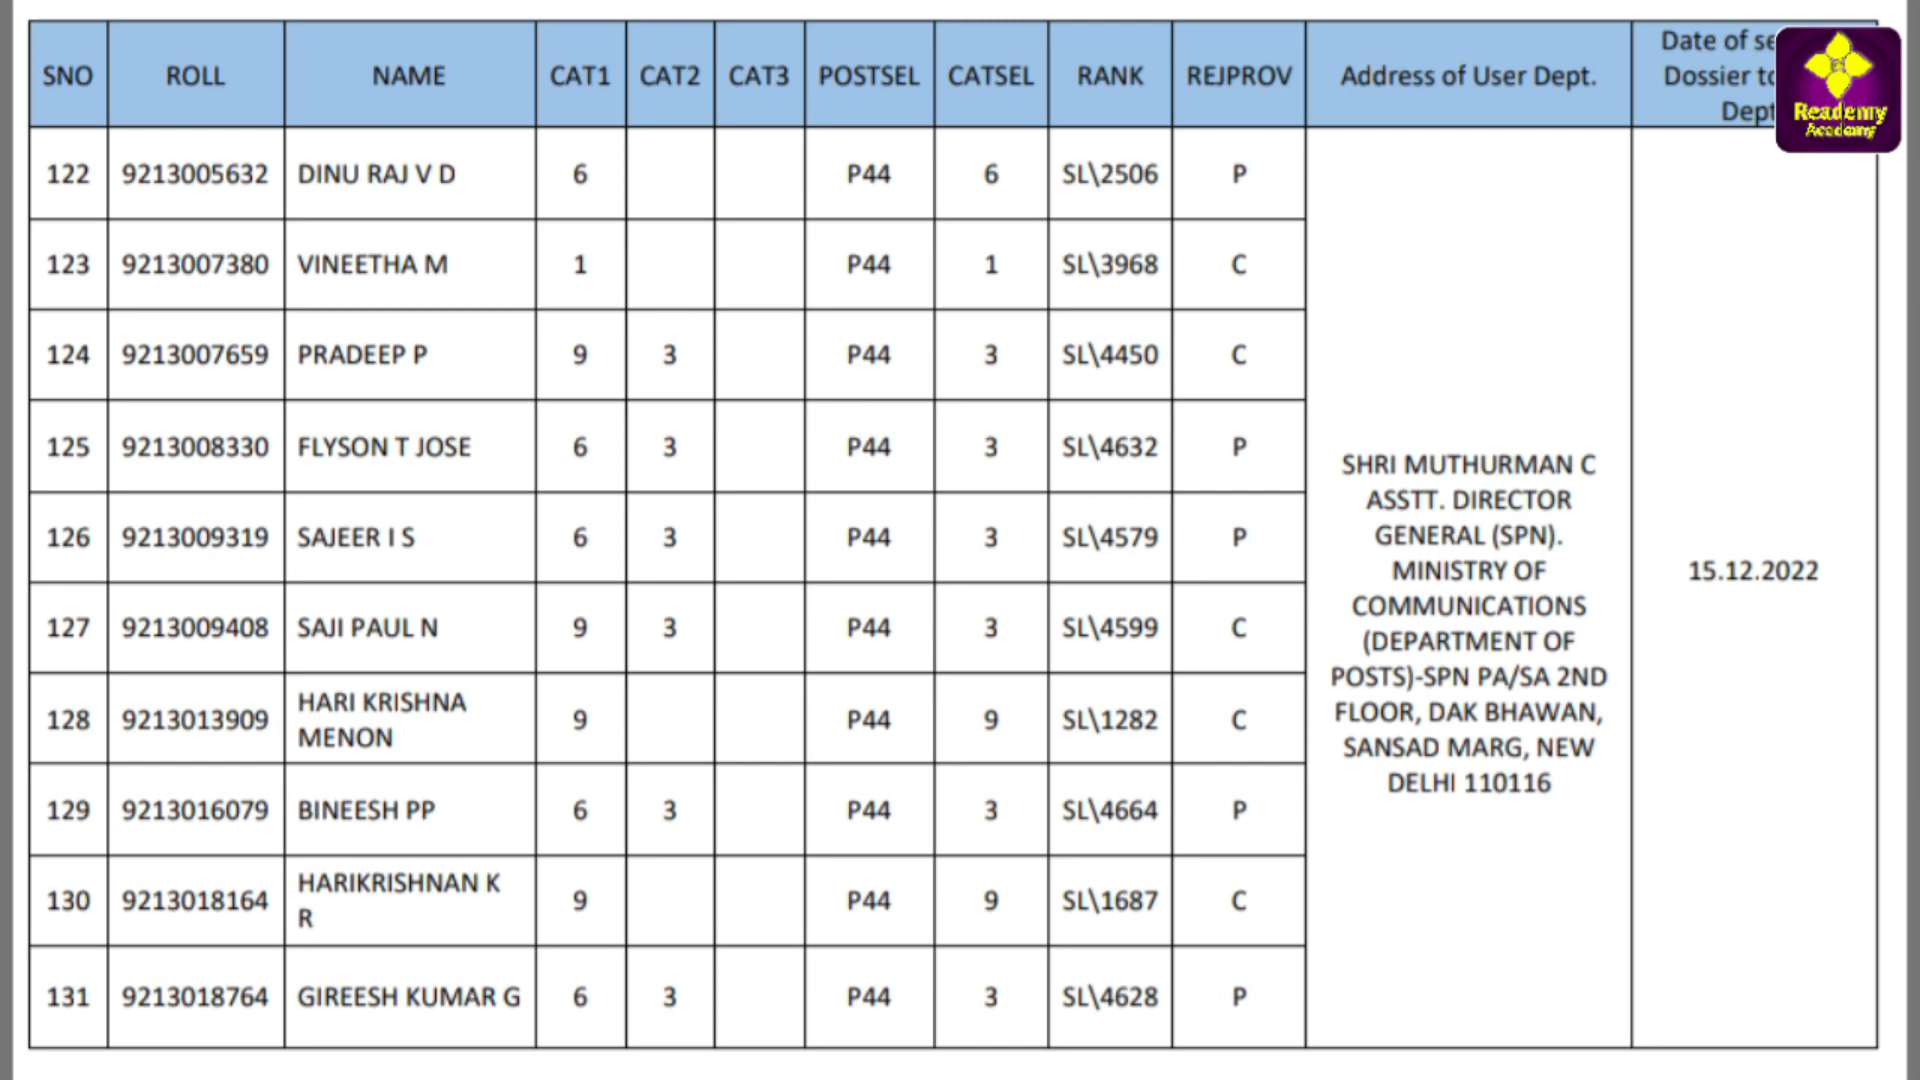 SNO ROLL NAME CAT1 CAT2 CAT3 POSTSEL CATSEL RANK REJPROV Address of User Dept. Date of se
Dossier to
Dept
Reademy
Academy
122 9213005632 DINU RAJ V D 6 P44 6 SL\2506 P
123 9213007380 VINEETHA M 1 P44 1 SL\3968 C
124 9213007659 PRADEEP P 9 3 P44 3 SL\4450 C
125 9213008330 FLYSON T JOSE 6 3 P44 3 SL\4632 P
126 9213009319 SAJEER I S 6 3 P44 3 SL\4579 P
127 9213009408 SAJI PAUL N 9 3 P44 3 SL\4599 C
128 9213013909 HARI KRISHNA
MENON 9 P44 9 SL\1282 C
129 9213016079 BINEESH PP 6 3 P44 3 SL\4664 P
130 9213018164 HARIKRISHNAN K
R 9 P44 9 SL\1687 C
131 9213018764 GIREESH KUMAR G 6 3 P44 3 SL\4628 P
SHRI MUTHURMAN C
ASSTT. DIRECTOR
GENERAL (SPN).
MINISTRY OF
COMMUNICATIONS
(DEPARTMENT OF
POSTS)-SPN PA/SA 2ND
FLOOR, DAK BHAWAN,
SANSAD MARG, NEW
DELHI 110116
15.12.2022